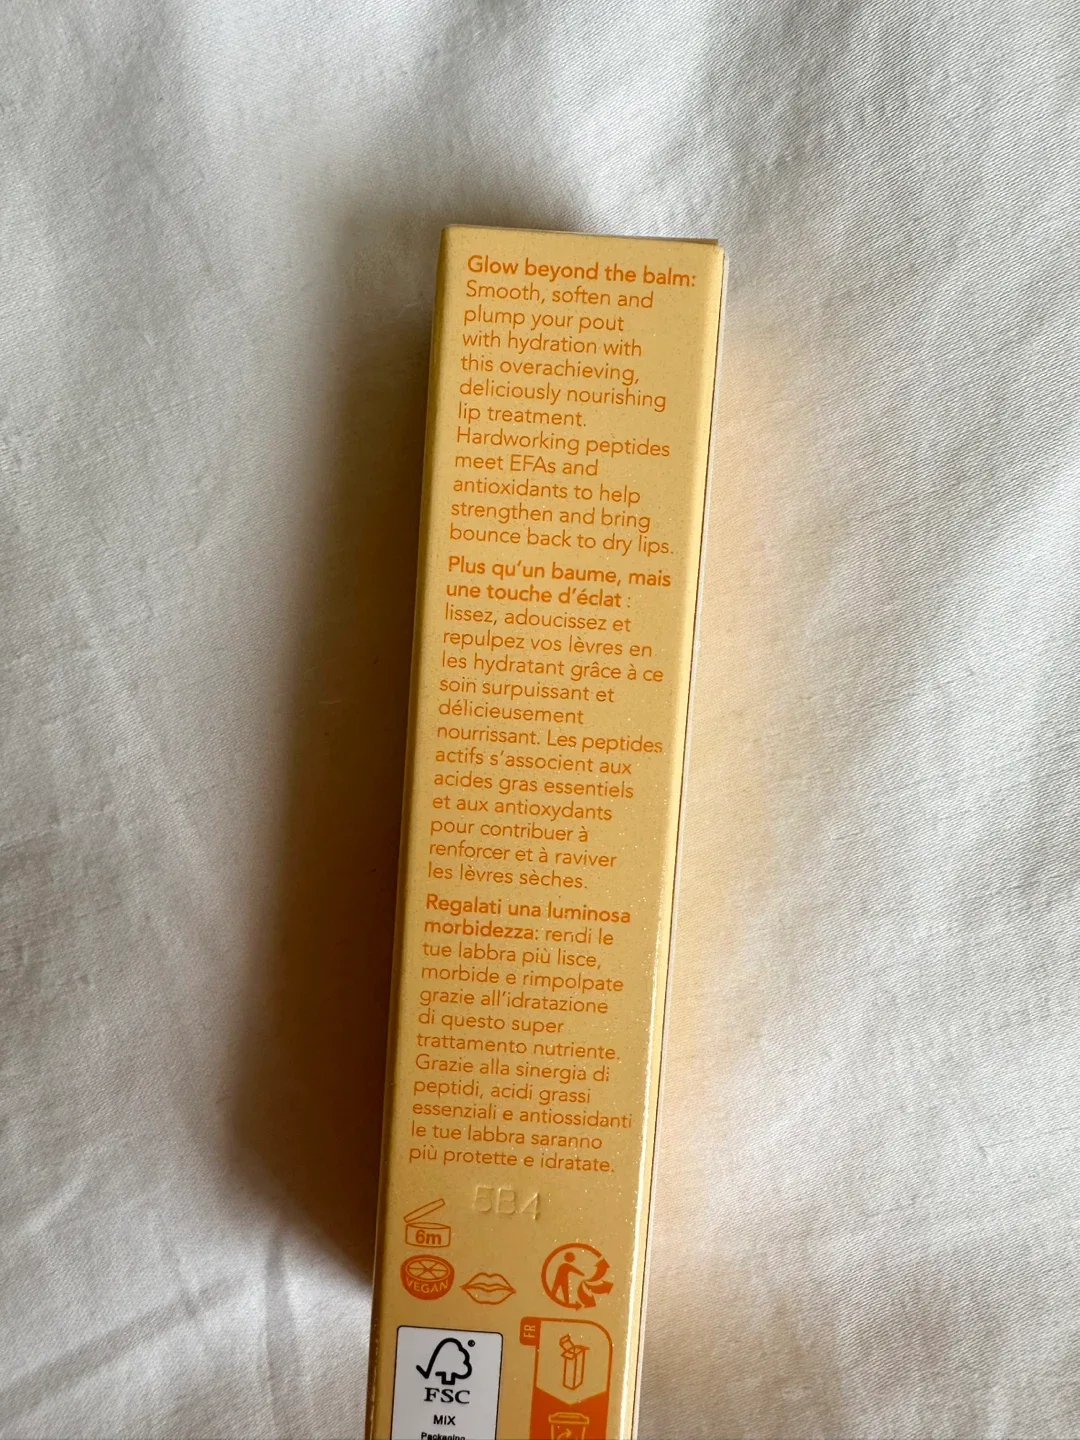 Glow beyond the balm:
Smooth, soften and
plump your pout
with hydration with
this overachieving,
deliciously nourishing
lip treatment.
Hardworking peptides
meet EFAs and
antioxidants to help
strengthen and bring
bounce back to dry lips.
Plus qu'un baume, mais
une touche d'éclat :
lissez, adoucissez et
repulpez vos lèvres en
les hydratant grâce à ce
soin surpuissant et
délicieusement
nourrissant. Les peptides
actifs s'associent aux
acides gras essentiels
et aux antioxydants
pour contribuer à
renforcer et à raviver
les lèvres sèches.
Regalati una luminosa
morbidezza: rendi le
tue labbra più lisce,
morbide e rimpolpate
grazie all'idratazione
di questo super
trattamento nutriente.
Grazie alla sinergia di
peptidi, acidi grassi
essenziali e antiossidanti
le tue labbra saranno
più protette e idratate.
5B4
6m
VEGAN
FR
FSC
MIX
Packaging